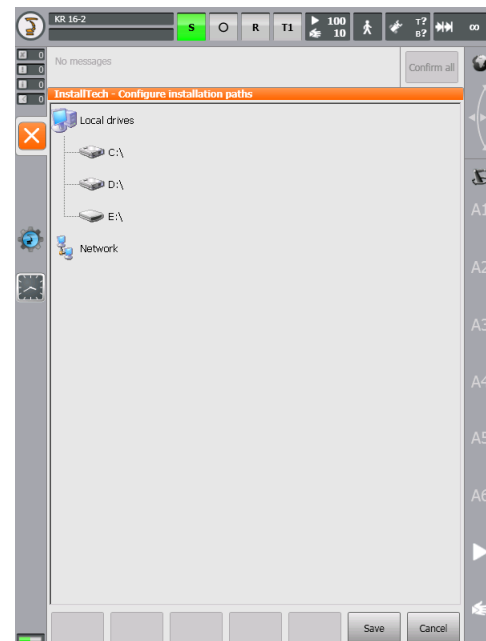 KR 16-2
S O R T1 100 10 T? B? ∞
0
0
0
0
No messages
Confirm all
InstallTech - Configure installation paths
Local drives
C:\
D:\
E:\
Network
A1
A2
A3
A4
A5
A6
Save
Cancel